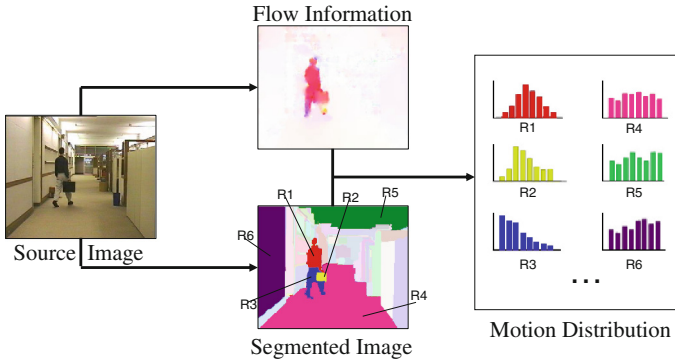 Flow Information
R1
R4
R2
R5
R3
R6
...
Source Image
R1
R2
R5
R6
R3
R4
Segmented Image
Motion Distribution